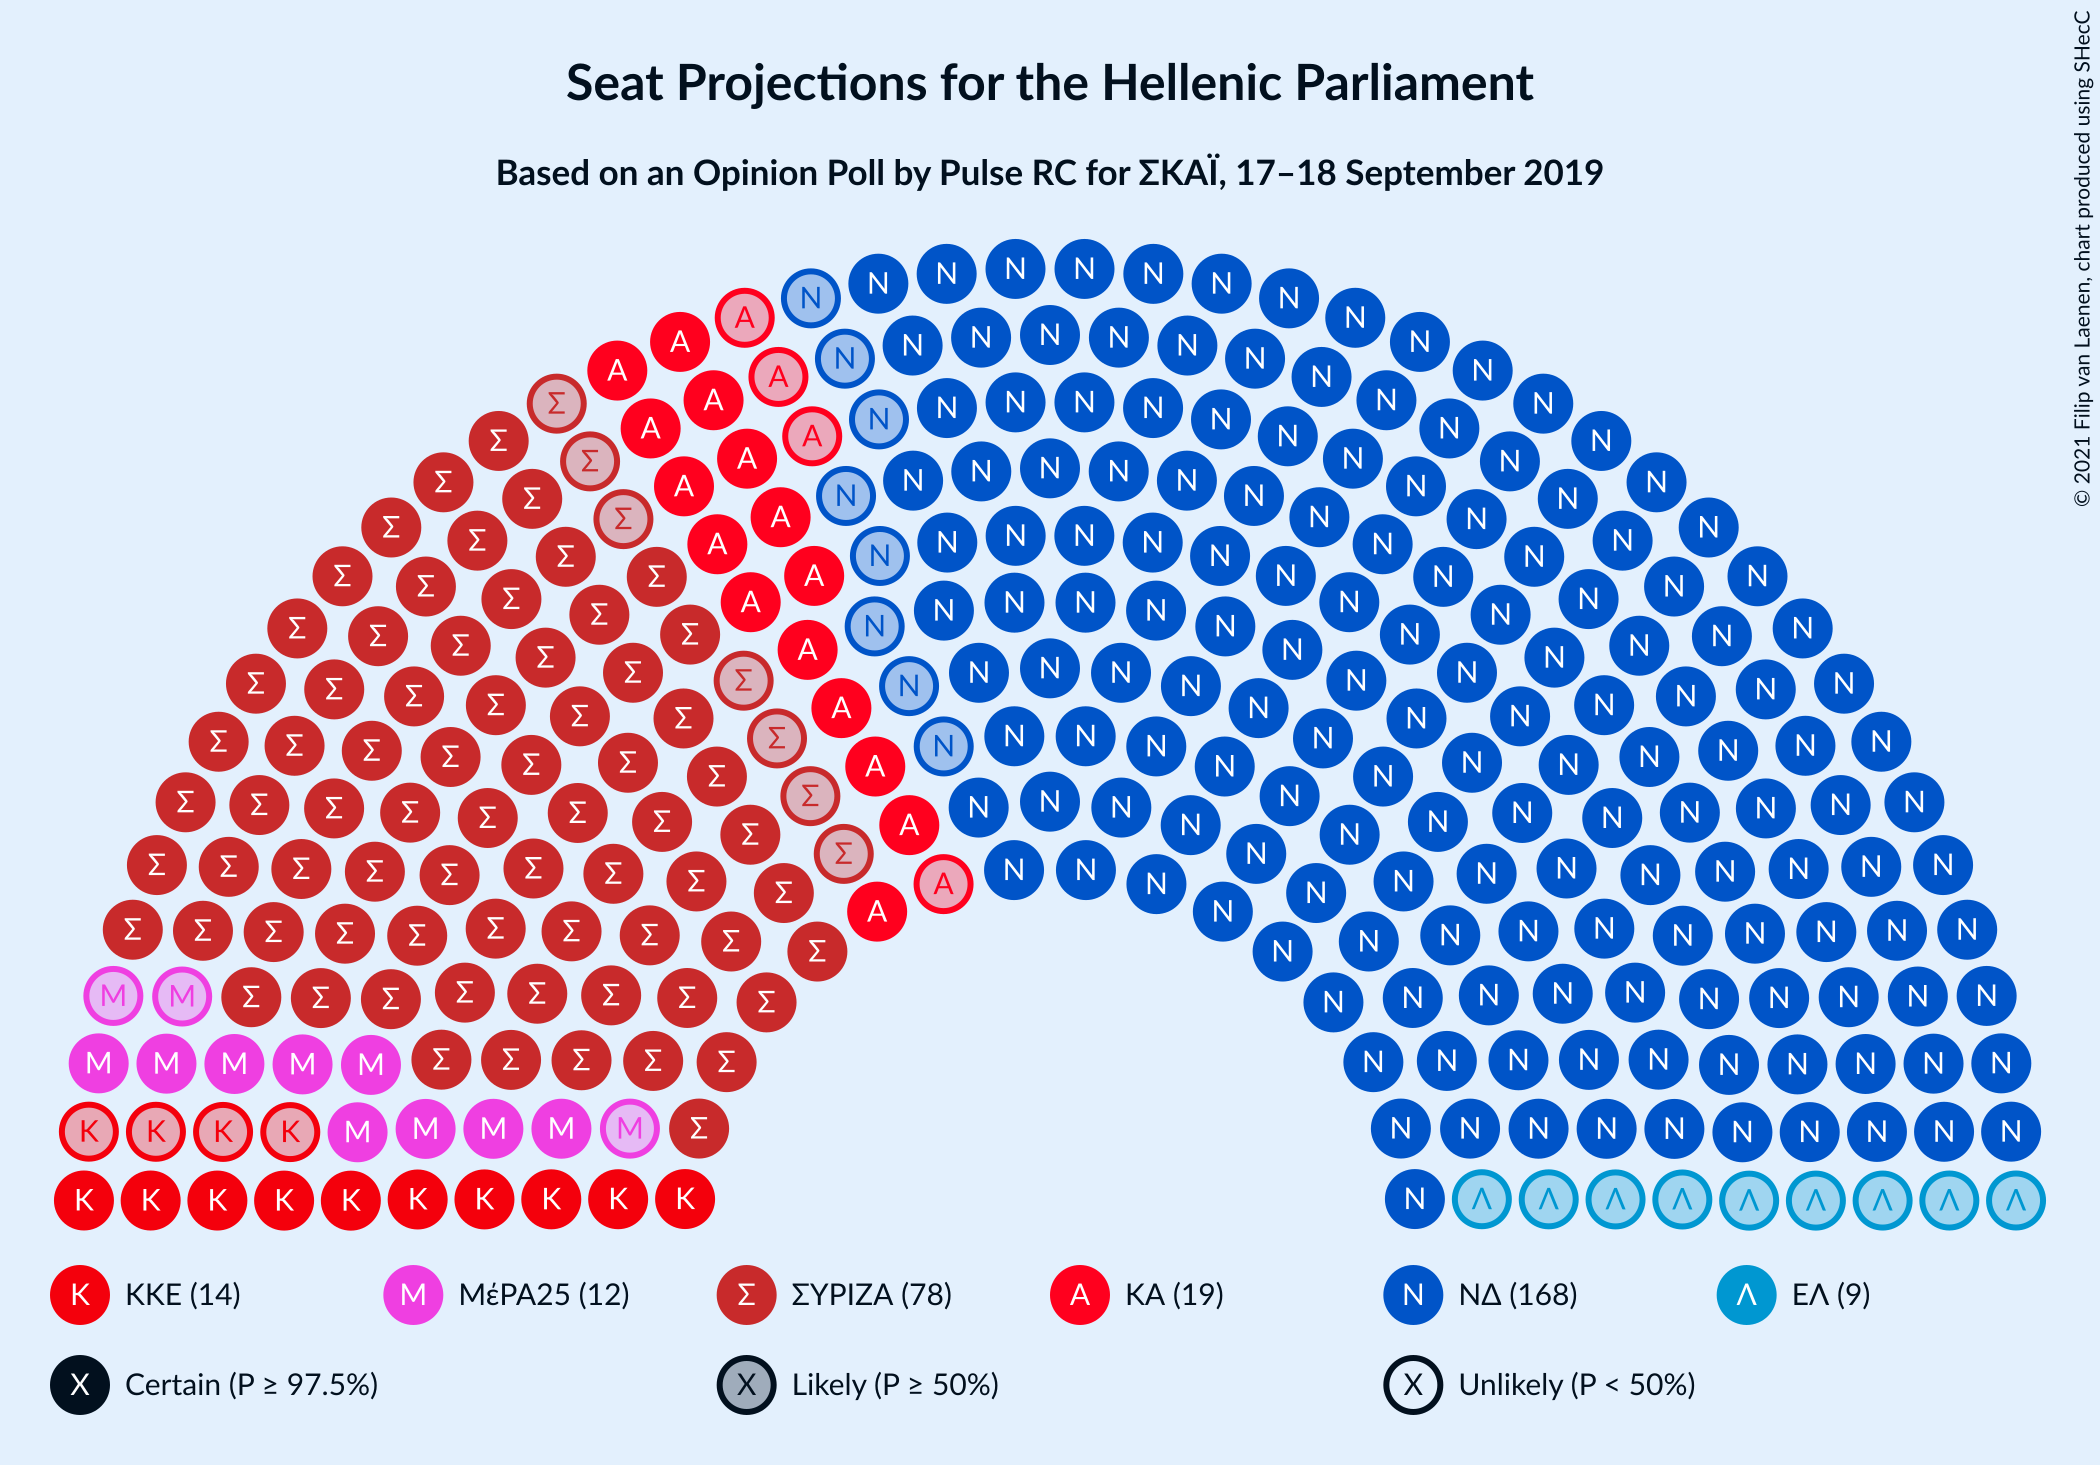 Seat Projections for the Hellenic Parliament
Based on an Opinion Poll by Pulse RC for ΣΚΑΪ, 17–18 September 2019
© 2021 Filip van Laenen, chart produced using SHecC
K KKE (14) M ΜέΡΑ25 (12) Σ ΣΥΡΙΖΑ (78) A ΚΑ (19) N ΝΔ (168) Λ ΕΛ (9)
X Certain (P ≥ 97.5%) X Likely (P ≥ 50%) X Unlikely (P < 50%)